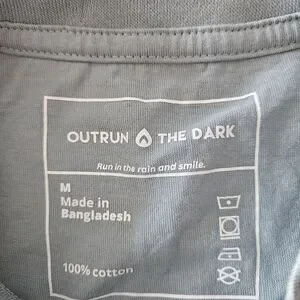 OUTRUN THE DARK
Run in the rain and smile.
M
Made in
Bangladesh
100% cotton